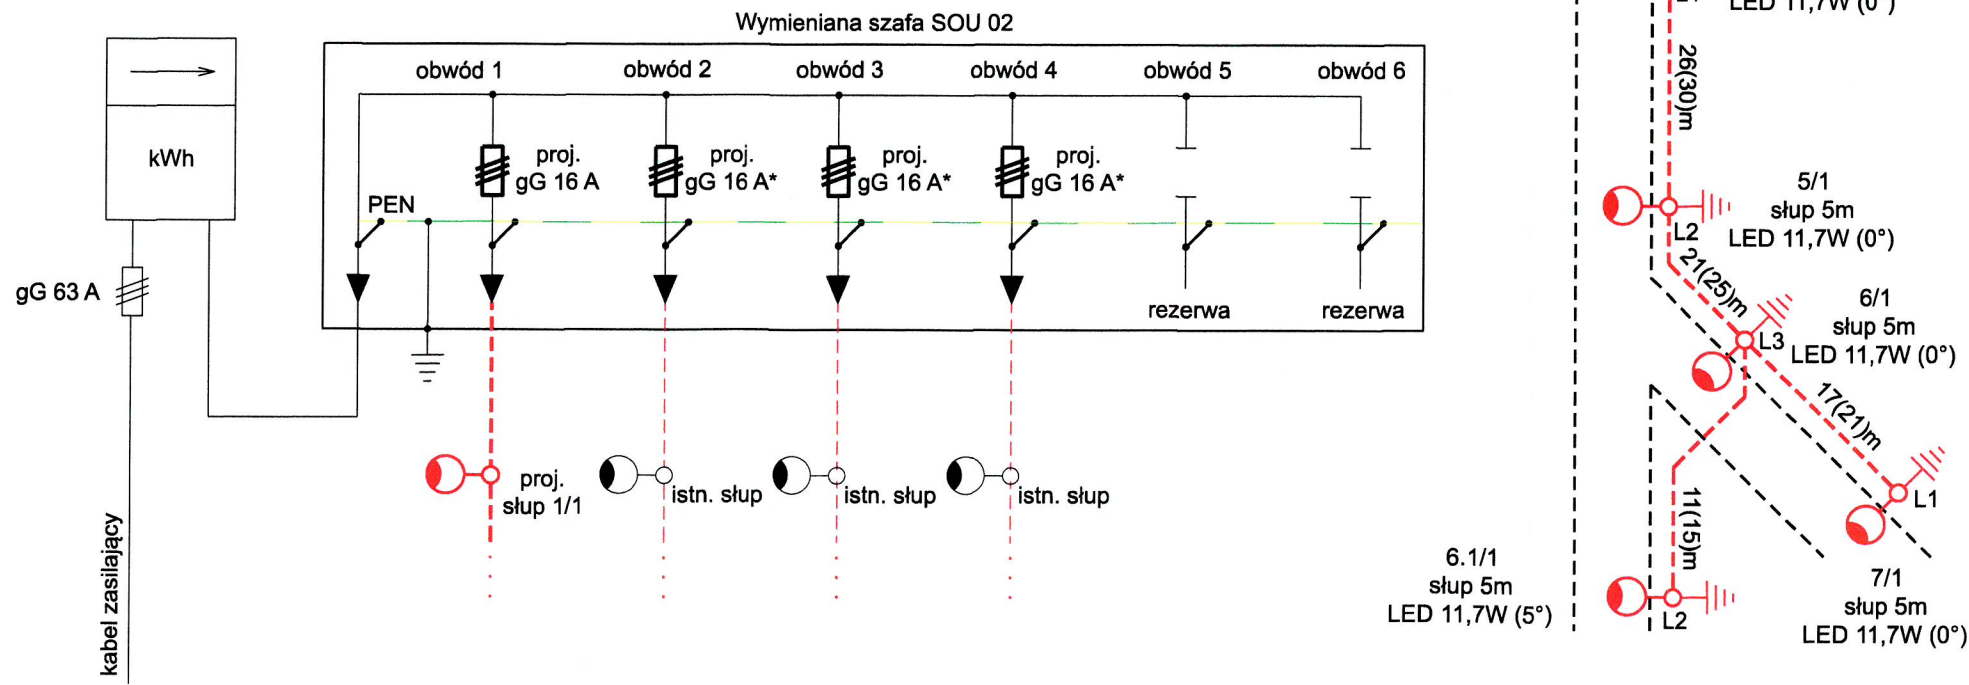 Wymieniana szafa SOU 02
obwód 1
obwód 2
obwód 3
obwód 4
obwód 5
obwód 6
kWh
proj.
gG 16 A
proj.
gG 16 A*
proj.
gG 16 A*
proj.
gG 16 A*
PEN
gG 63 A
rezerwa
rezerwa
proj.
słup 1/1
istn. słup
istn. słup
istn. słup
kabel zasilający
LED 11,7W (0°)
26(30)m
5/1
słup 5m
LED 11,7W (0°)
L2
21(25)m
6/1
słup 5m
LED 11,7W (0°)
L3
17(21)m
L1
11(15)m
6.1/1
słup 5m
LED 11,7W (5°)
L2
7/1
słup 5m
LED 11,7W (0°)